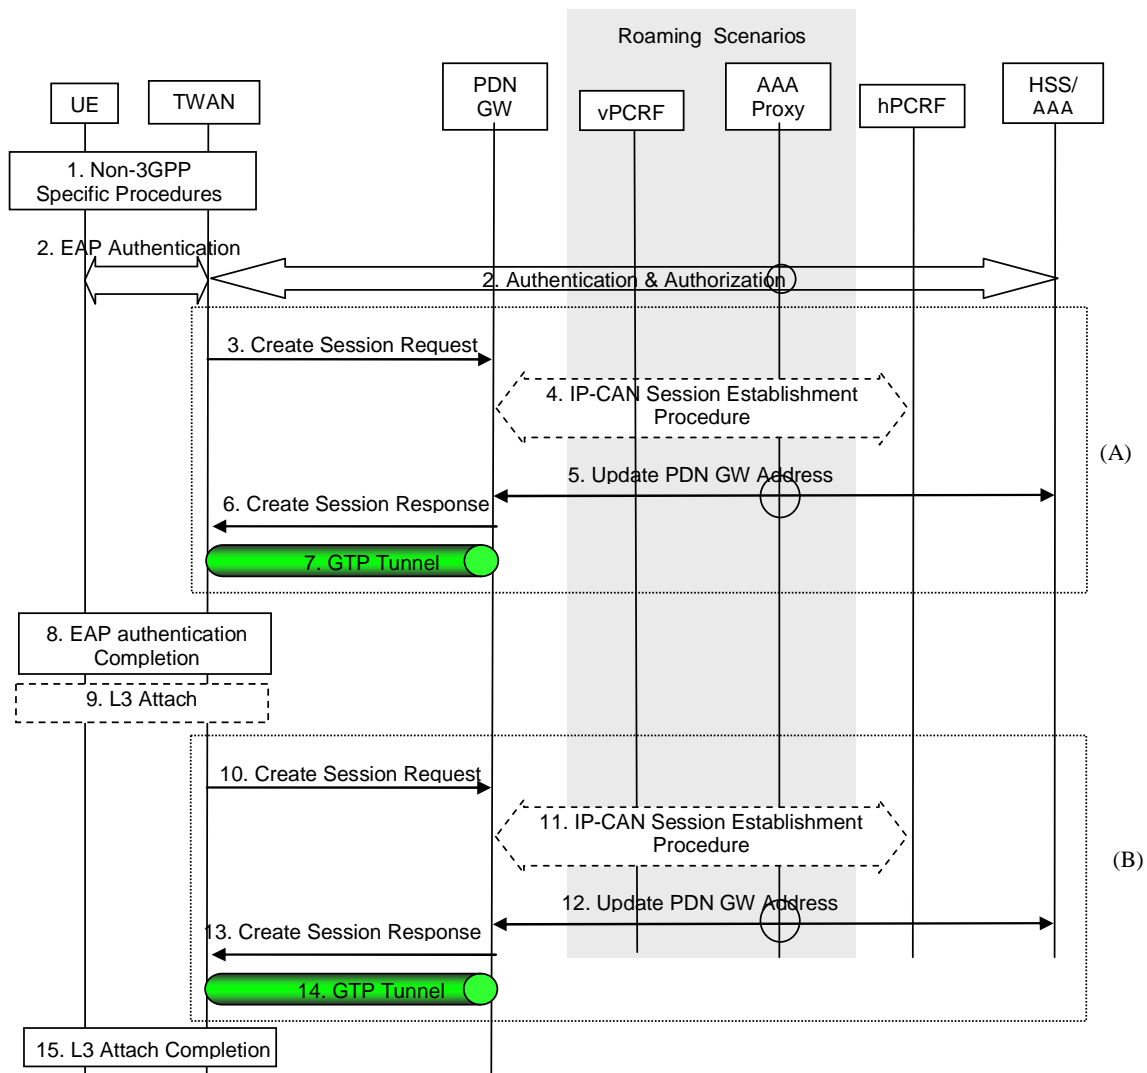 Roaming Scenarios
UE
TWAN
PDN
GW
vPCRF
AAA
Proxy
hPCRF
HSS/
AAA
1. Non-3GPP
Specific Procedures
2. EAP Authentication
2. Authentication & Authorization
3. Create Session Request
4. IP-CAN Session Establishment
Procedure
(A)
5. Update PDN GW Address
6. Create Session Response
7. GTP Tunnel
8. EAP authentication
Completion
9. L3 Attach
10. Create Session Request
11. IP-CAN Session Establishment
Procedure
(B)
12. Update PDN GW Address
13. Create Session Response
14. GTP Tunnel
15. L3 Attach Completion